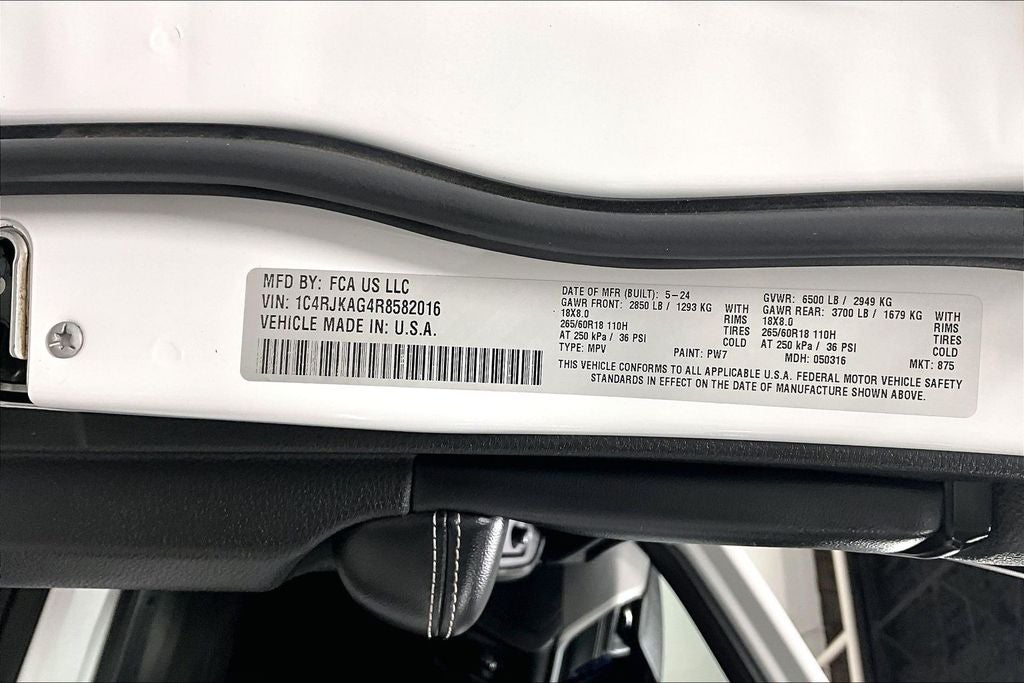 MFD BY: FCA US LLC
VIN: 1C4RJKAG4R8582016
VEHICLE MADE IN: U.S.A.
DATE OF MFR (BUILT): 5-24
GAWR FRONT: 2850 LB / 1293 KG WITH
18X8.0 RIMS
265/60R18 110H TIRES
AT 250 kPa / 36 PSI COLD
TYPE: MPV PAINT: PW7
GVWR: 6500 LB / 2949 KG
GAWR REAR: 3700 LB / 1679 KG WITH
18X8.0 RIMS
265/60R18 110H TIRES
AT 250 kPa / 36 PSI COLD
MDH: 050316 MKT: 875
THIS VEHICLE CONFORMS TO ALL APPLICABLE U.S.A. FEDERAL MOTOR VEHICLE SAFETY
STANDARDS IN EFFECT ON THE DATE OF MANUFACTURE SHOWN ABOVE.